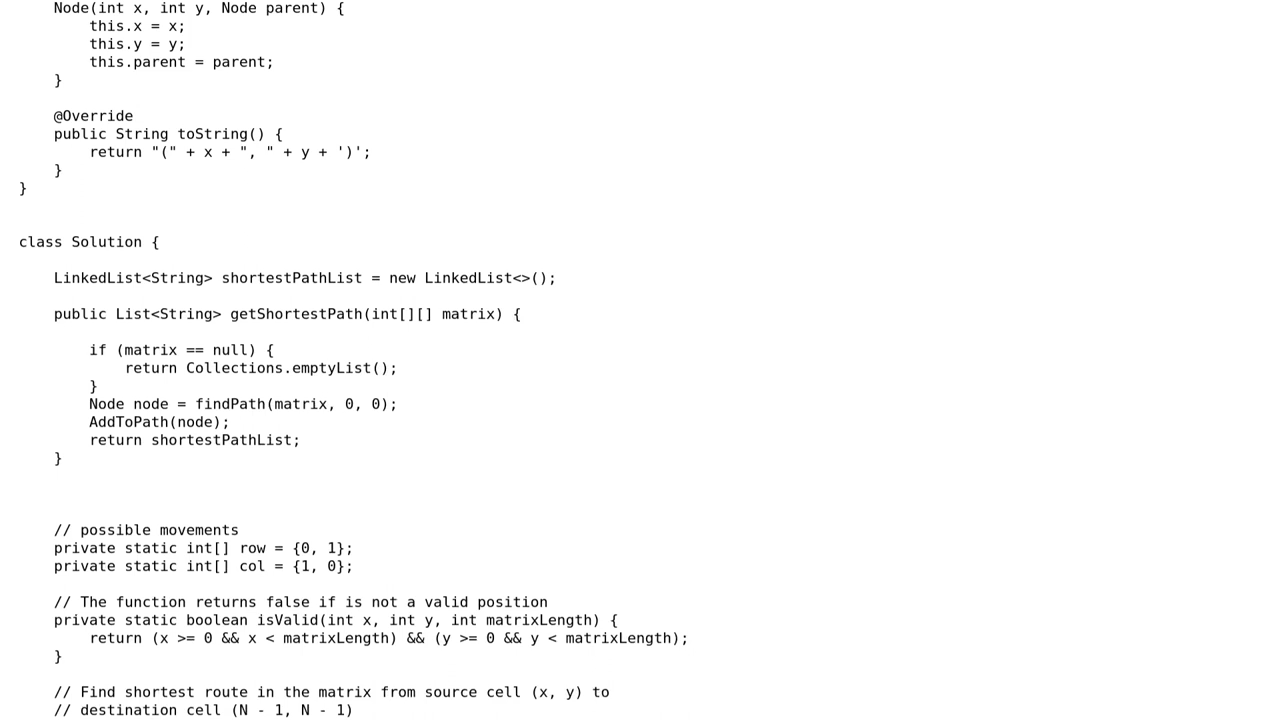 Node(int x, int y, Node parent) {
        this.x = x;
        this.y = y;
        this.parent = parent;
    }

    @Override
    public String toString() {
        return "(" + x + ", " + y + ')';
    }
}


class Solution {

    LinkedList<String> shortestPathList = new LinkedList<>();

    public List<String> getShortestPath(int[][] matrix) {

        if (matrix == null) {
            return Collections.emptyList();
        }
        Node node = findPath(matrix, 0, 0);
        AddToPath(node);
        return shortestPathList;
    }



    // possible movements
    private static int[] row = {0, 1};
    private static int[] col = {1, 0};

    // The function returns false if is not a valid position
    private static boolean isValid(int x, int y, int matrixLength) {
        return (x >= 0 && x < matrixLength) && (y >= 0 && y < matrixLength);
    }

    // Find shortest route in the matrix from source cell (x, y) to
    // destination cell (N - 1, N - 1)